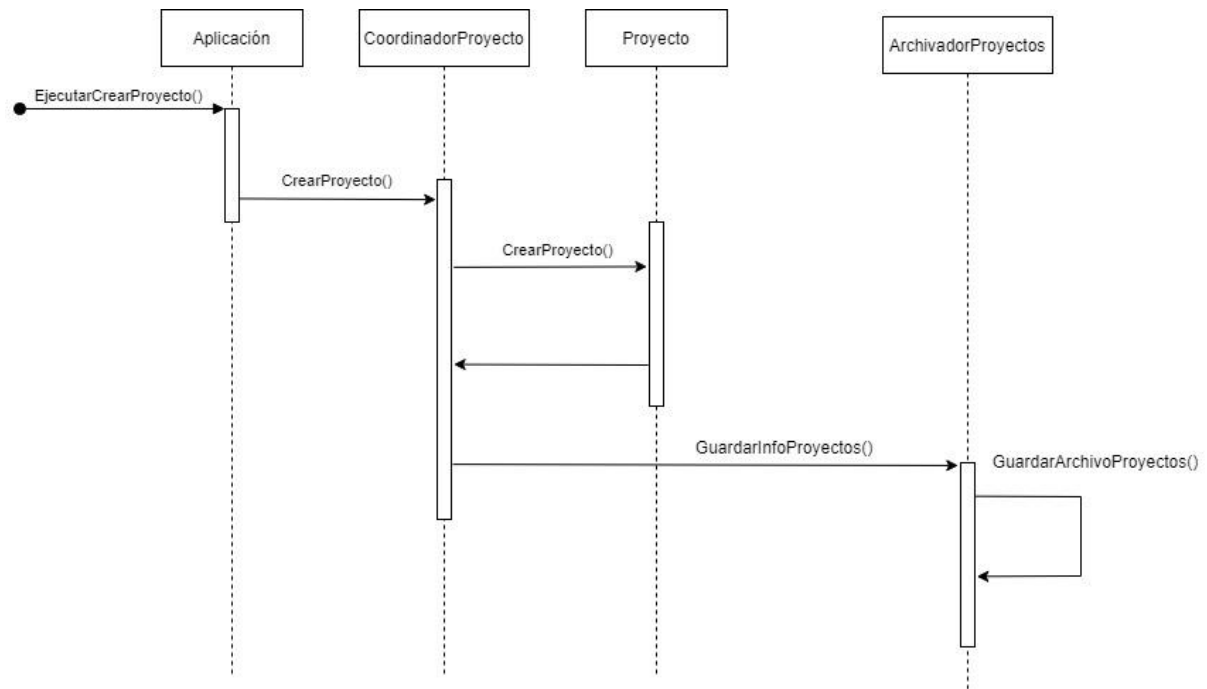 Aplicación
CoordinadorProyecto
Proyecto
ArchivadorProyectos
EjecutarCrearProyecto()
CrearProyecto()
CrearProyecto()
GuardarInfoProyectos()
GuardarArchivoProyectos()